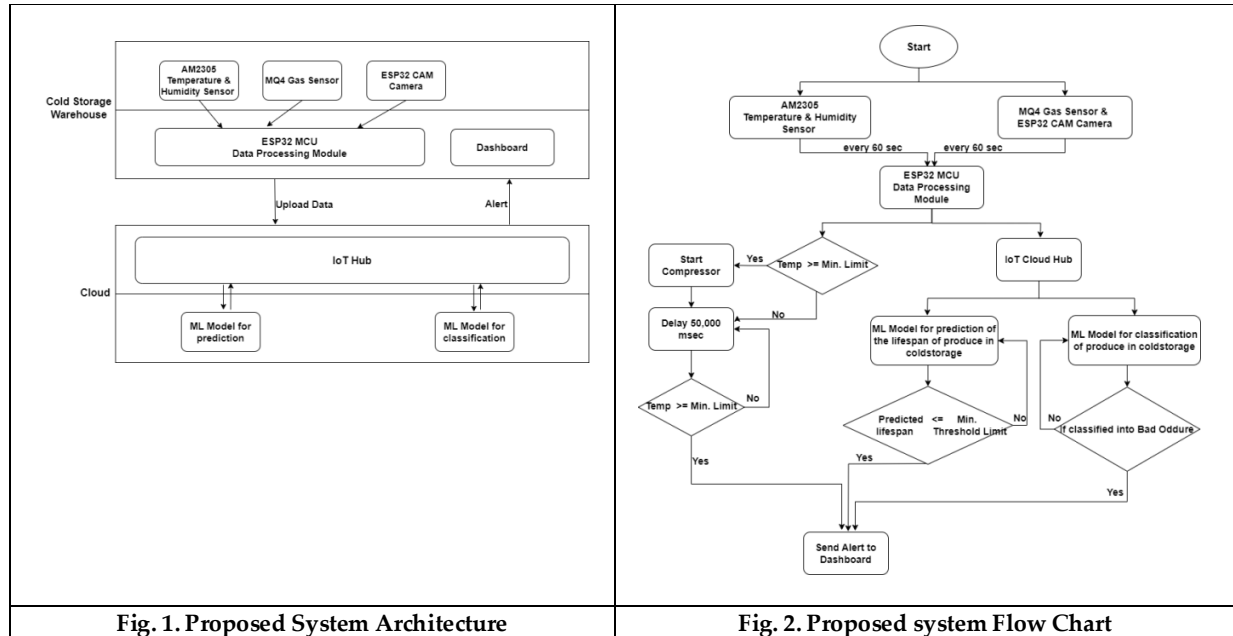 AM2305
Temperature &
Humidity Sensor
MQ4 Gas Sensor
ESP32 CAM
Camera
Cold Storage
Warehouse
ESP32 MCU
Data Processing Module
Dashboard
Upload Data
Alert
IoT Hub
Cloud
ML Model for
prediction
ML Model for
classification
Fig. 1. Proposed System Architecture
Start
AM2305
Temperature & Humidity
Sensor
MQ4 Gas Sensor &
ESP32 CAM Camera
every 60 sec
every 60 sec
ESP32 MCU
Data Processing
Module
Start
Compressor
Yes
Temp >= Min. Limit
IoT Cloud Hub
No
Delay 50,000
msec
ML Model for prediction of
the lifespan of produce in
coldstorage
ML Model for classification
of produce in coldstorage
Temp >= Min. Limit
No
Predicted <= Min.
lifespan Threshold Limit
No
No
If classified into Bad Oddure
Yes
Yes
Yes
Send Alert to
Dashboard
Fig. 2. Proposed system Flow Chart